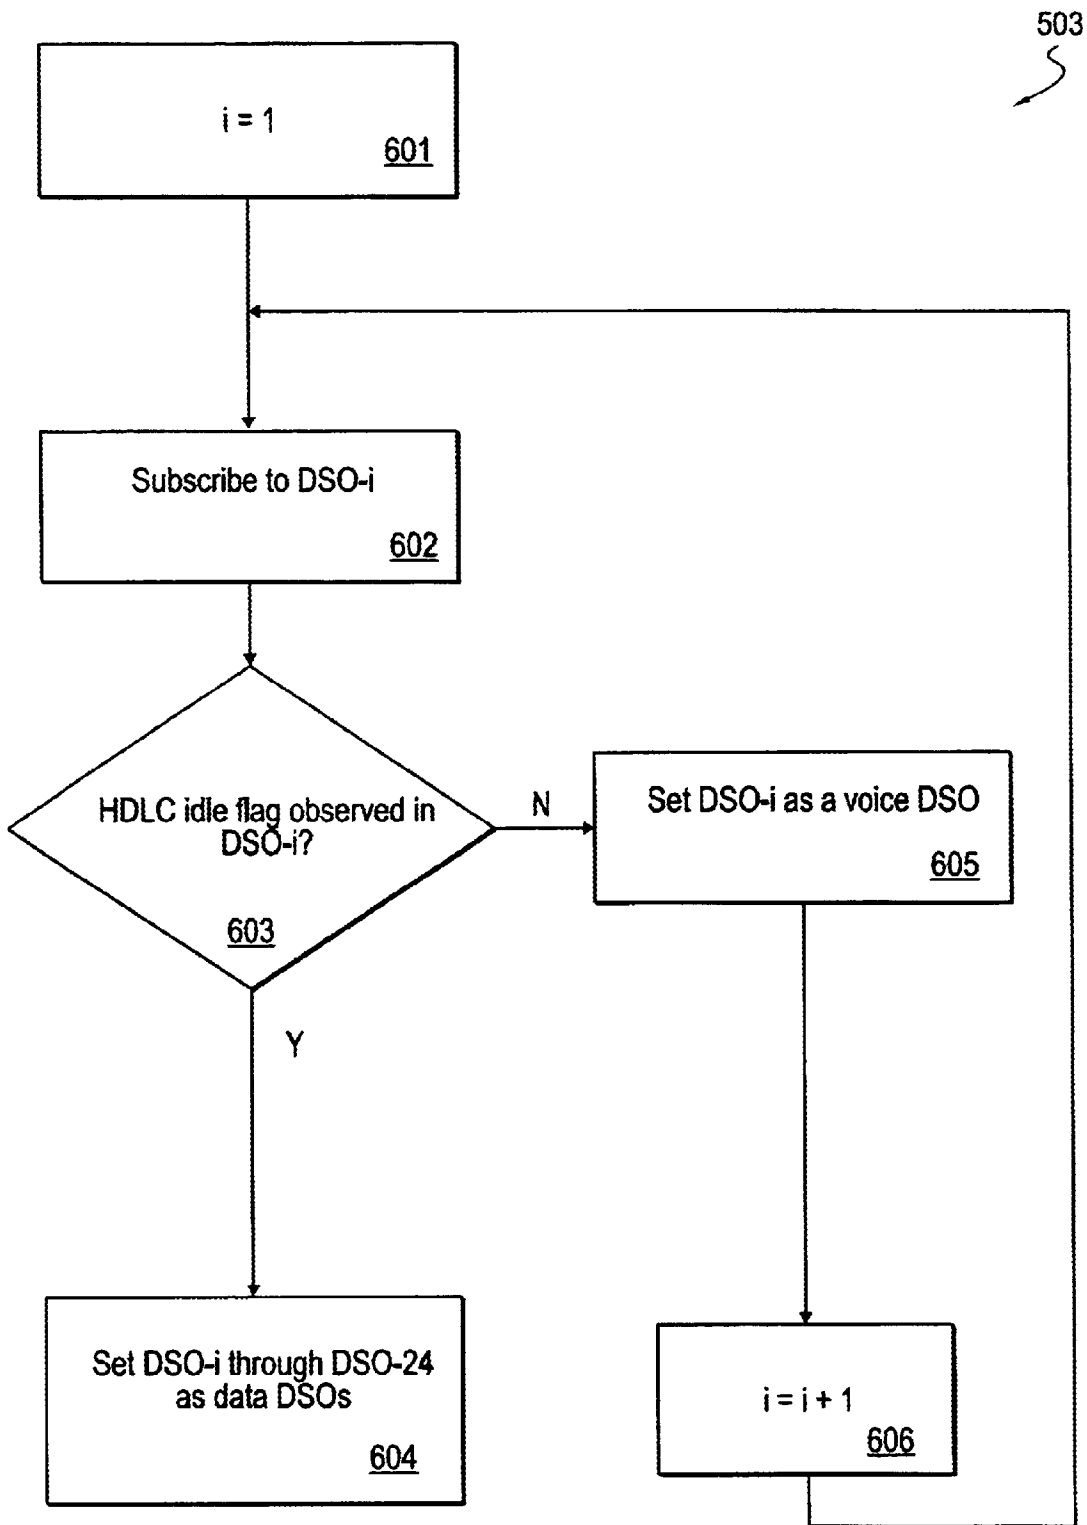 503
i = 1
601
Subscribe to DSO-i
602
HDLC idle flag observed in
DSO-i?
603
N
Set DSO-i as a voice DSO
605
Y
Set DSO-i through DSO-24
as data DSOs
604
i = i + 1
606